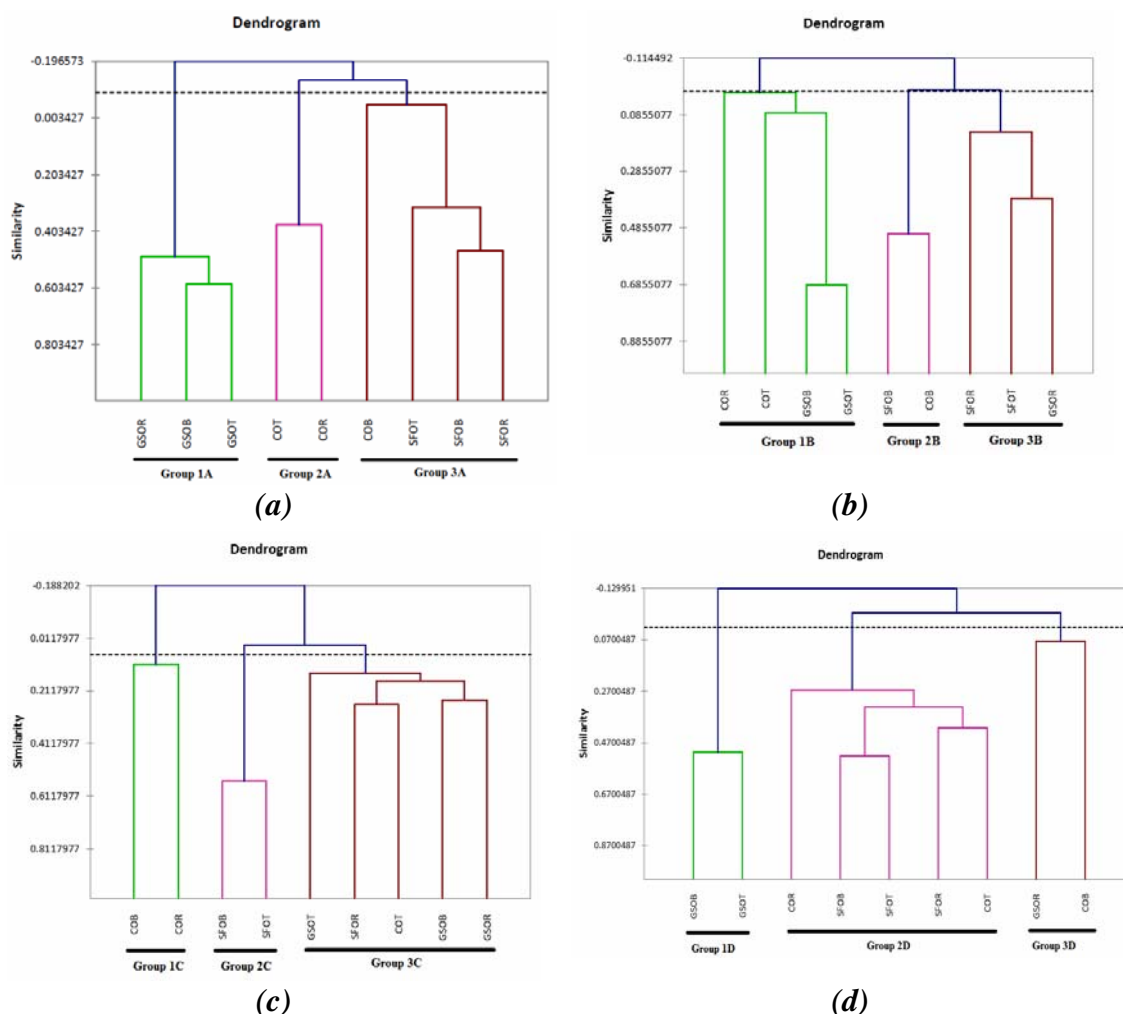 Dendrogram
-0.196573
0.003427
0.203427
0.403427
0.603427
0.803427
Similarity
GSOR
GSOB
GSOT
COT
COR
COB
SFOT
SFOB
SFOR
Group 1A
Group 2A
Group 3A
(a)
Dendrogram
-0.114492
0.0855077
0.2855077
0.4855077
0.6855077
0.8855077
Similarity
COR
COT
GSOB
GSOT
SFOB
COB
SFOR
SFOT
GSOR
Group 1B
Group 2B
Group 3B
(b)
Dendrogram
-0.188202
0.0117977
0.2117977
0.4117977
0.6117977
0.8117977
Similarity
COB
COR
SFOB
SFOT
GSOT
SFOR
COT
GSOB
GSOR
Group 1C
Group 2C
Group 3C
(c)
Dendrogram
-0.129951
0.0700487
0.2700487
0.4700487
0.6700487
0.8700487
Similarity
GSOB
GSOT
COR
SFOB
SFOT
SFOR
COT
GSOR
COB
Group 1D
Group 2D
Group 3D
(d)